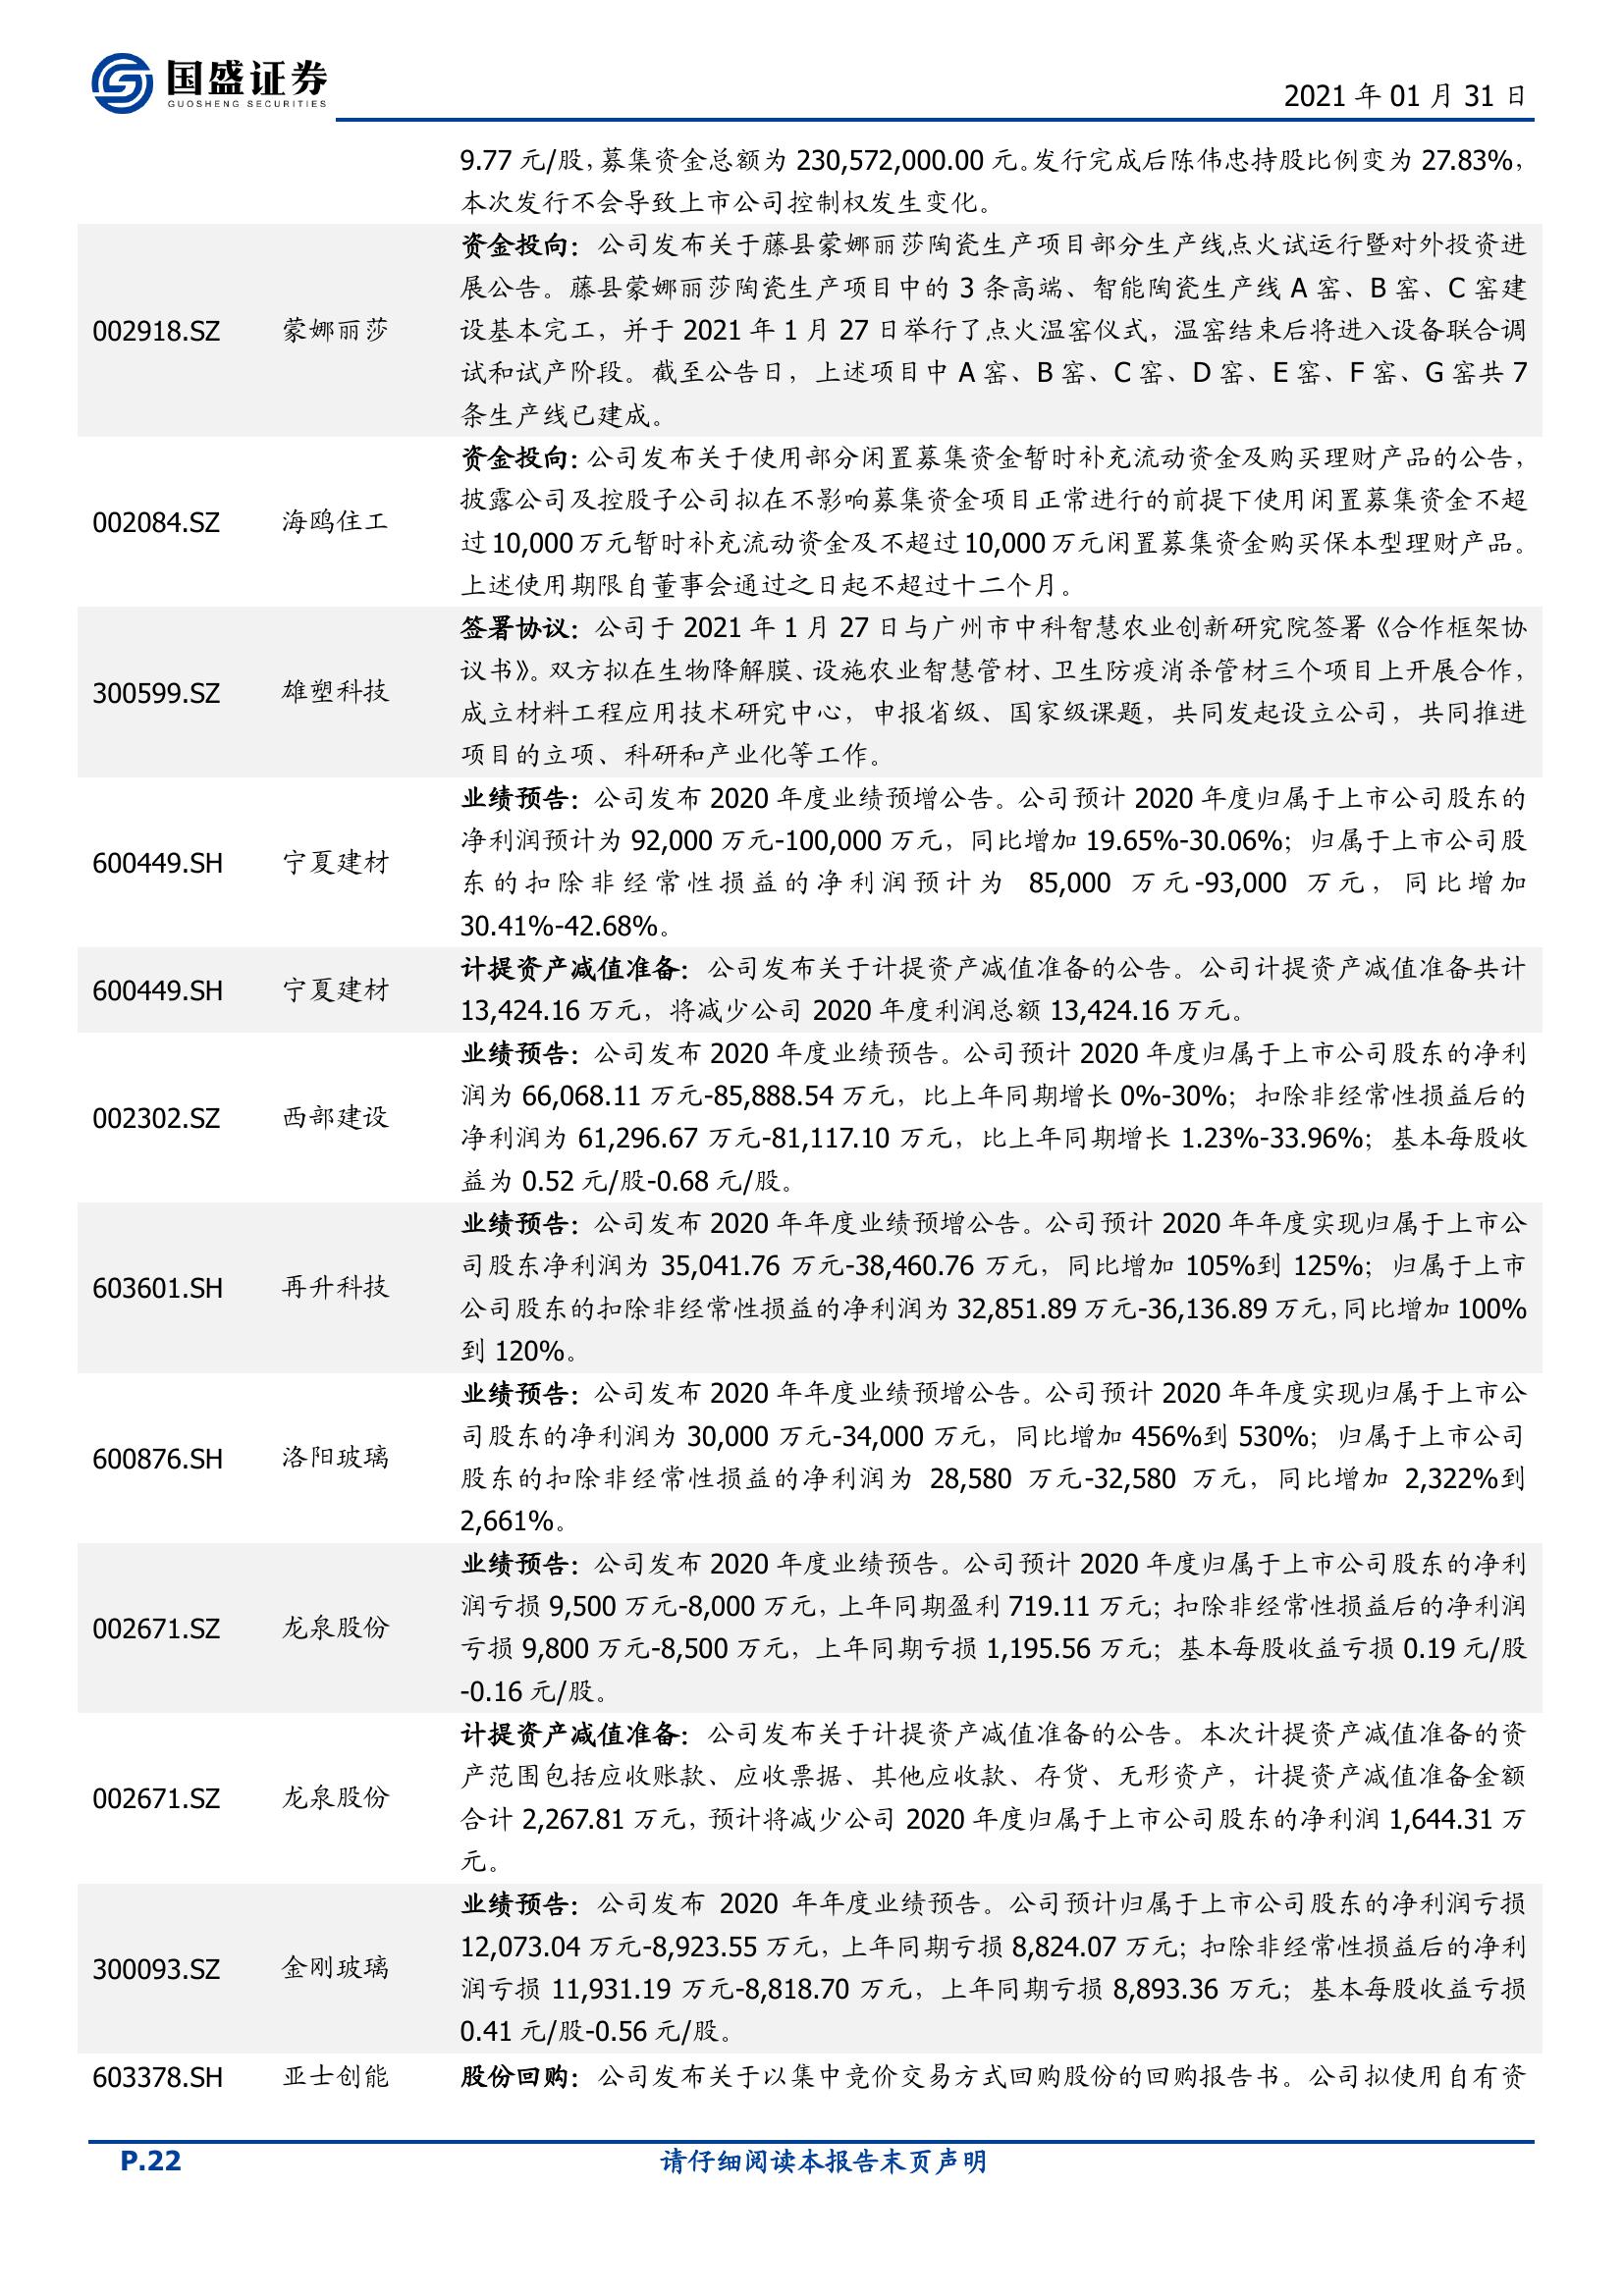 国盛证券
GUOSHENG SECURITIES
2021 年 01 月 31 日
9.77 元/股，募集资金总额为 230,572,000.00 元。发行完成后陈伟忠持股比例变为 27.83%，
本次发行不会导致上市公司控制权发生变化。
002918.SZ 蒙娜丽莎
资金投向：公司发布关于藤县蒙娜丽莎陶瓷生产项目部分生产线点火试运行暨对外投资进
展公告。藤县蒙娜丽莎陶瓷生产项目中的 3 条高端、智能陶瓷生产线 A 窑、B 窑、C 窑建
设基本完工，并于 2021 年 1 月 27 日举行了点火温窑仪式，温窑结束后将进入设备联合调
试和试产阶段。截至公告日，上述项目中 A 窑、B 窑、C 窑、D 窑、E 窑、F 窑、G 窑共 7
条生产线已建成。
002084.SZ 海鸥住工
资金投向：公司发布关于使用部分闲置募集资金暂时补充流动资金及购买理财产品的公告，
披露公司及控股子公司拟在不影响募集资金项目正常进行的前提下使用闲置募集资金不超
过 10,000 万元暂时补充流动资金及不超过 10,000 万元闲置募集资金购买保本型理财产品。
上述使用期限自董事会通过之日起不超过十二个月。
300599.SZ 雄塑科技
签署协议：公司于 2021 年 1 月 27 日与广州市中科智慧农业创新研究院签署《合作框架协
议书》。双方拟在生物降解膜、设施农业智慧管材、卫生防疫消杀管材三个项目上开展合作，
成立材料工程应用技术研究中心，申报省级、国家级课题，共同发起设立公司，共同推进
项目的立项、科研和产业化等工作。
600449.SH 宁夏建材
业绩预告：公司发布 2020 年度业绩预增公告。公司预计 2020 年度归属于上市公司股东的
净利润预计为 92,000 万元-100,000 万元，同比增加 19.65%-30.06%；归属于上市公司股
东的扣除非经常性损益的净利润预计为 85,000 万元-93,000 万元，同比增加
30.41%-42.68%。
600449.SH 宁夏建材
计提资产减值准备：公司发布关于计提资产减值准备的公告。公司计提资产减值准备共计
13,424.16 万元，将减少公司 2020 年度利润总额 13,424.16 万元。
002302.SZ 西部建设
业绩预告：公司发布 2020 年度业绩预告。公司预计 2020 年度归属于上市公司股东的净利
润为 66,068.11 万元-85,888.54 万元，比上年同期增长 0%-30%；扣除非经常性损益后的
净利润为 61,296.67 万元-81,117.10 万元，比上年同期增长 1.23%-33.96%；基本每股收
益为 0.52 元/股-0.68 元/股。
603601.SH 再升科技
业绩预告：公司发布 2020 年年度业绩预增公告。公司预计 2020 年年度实现归属于上市公
司股东净利润为 35,041.76 万元-38,460.76 万元，同比增加 105%到 125%；归属于上市
公司股东的扣除非经常性损益的净利润为 32,851.89 万元-36,136.89 万元，同比增加 100%
到 120%。
600876.SH 洛阳玻璃
业绩预告：公司发布 2020 年年度业绩预增公告。公司预计 2020 年年度实现归属于上市公
司股东的净利润为 30,000 万元-34,000 万元，同比增加 456%到 530%；归属于上市公司
股东的扣除非经常性损益的净利润为 28,580 万元-32,580 万元，同比增加 2,322%到
2,661%。
002671.SZ 龙泉股份
业绩预告：公司发布 2020 年度业绩预告。公司预计 2020 年度归属于上市公司股东的净利
润亏损 9,500 万元-8,000 万元，上年同期盈利 719.11 万元；扣除非经常性损益后的净利润
亏损 9,800 万元-8,500 万元，上年同期亏损 1,195.56 万元；基本每股收益亏损 0.19 元/股
-0.16 元/股。
002671.SZ 龙泉股份
计提资产减值准备：公司发布关于计提资产减值准备的公告。本次计提资产减值准备的资
产范围包括应收账款、应收票据、其他应收款、存货、无形资产，计提资产减值准备金额
合计 2,267.81 万元，预计将减少公司 2020 年度归属于上市公司股东的净利润 1,644.31 万
元。
300093.SZ 金刚玻璃
业绩预告：公司发布 2020 年年度业绩预告。公司预计归属于上市公司股东的净利润亏损
12,073.04 万元-8,923.55 万元，上年同期亏损 8,824.07 万元；扣除非经常性损益后的净利
润亏损 11,931.19 万元-8,818.70 万元，上年同期亏损 8,893.36 万元；基本每股收益亏损
0.41 元/股-0.56 元/股。
603378.SH 亚士创能 股份回购：公司发布关于以集中竞价交易方式回购股份的回购报告书。公司拟使用自有资
P.22 请仔细阅读本报告末页声明